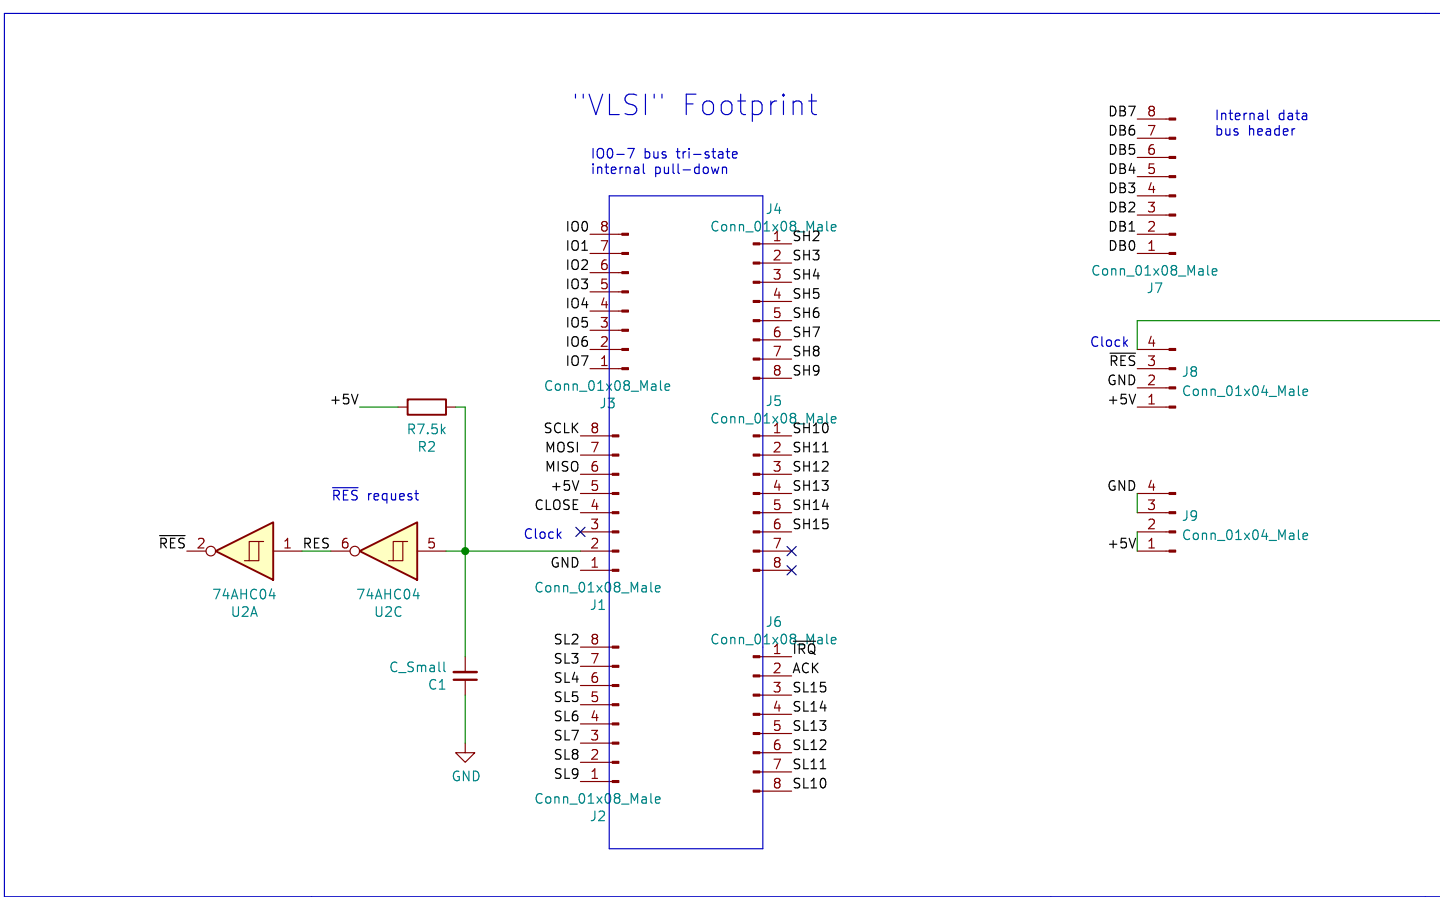 "VLSI" Footprint
IO0-7 bus tri-state
internal pull-down
IO0 8
IO1 7
IO2 6
IO3 5
IO4 4
IO5 3
IO6 2
IO7 1
Conn_01x08_Male
J3
J4
Conn_01x08_Male
1 SH2
2 SH3
3 SH4
4 SH5
5 SH6
6 SH7
7 SH8
8 SH9
SCLK 8
MOSI 7
MISO 6
+5V 5
CLOSE 4
Clock 3
2
GND 1
Conn_01x08_Male
J1
J5
Conn_01x08_Male
1 SH10
2 SH11
3 SH12
4 SH13
5 SH14
6 SH15
7
8
SL2 8
SL3 7
SL4 6
SL5 5
SL6 4
SL7 3
SL8 2
SL9 1
Conn_01x08_Male
J2
J6
Conn_01x08_Male
1 IRQ
2 ACK
3 SL15
4 SL14
5 SL13
6 SL12
7 SL11
8 SL10
+5V
R7.5k
R2
RES request
RES 2
1 RES 6
5
74AHC04
U2A
74AHC04
U2C
C_Small
C1
GND
DB7 8
DB6 7
DB5 6
DB4 5
DB3 4
DB2 3
DB1 2
DB0 1
Conn_01x08_Male
J7
Internal data
bus header
Clock 4
RES 3
GND 2
+5V 1
J8
Conn_01x04_Male
GND 4
3
2
+5V 1
J9
Conn_01x04_Male